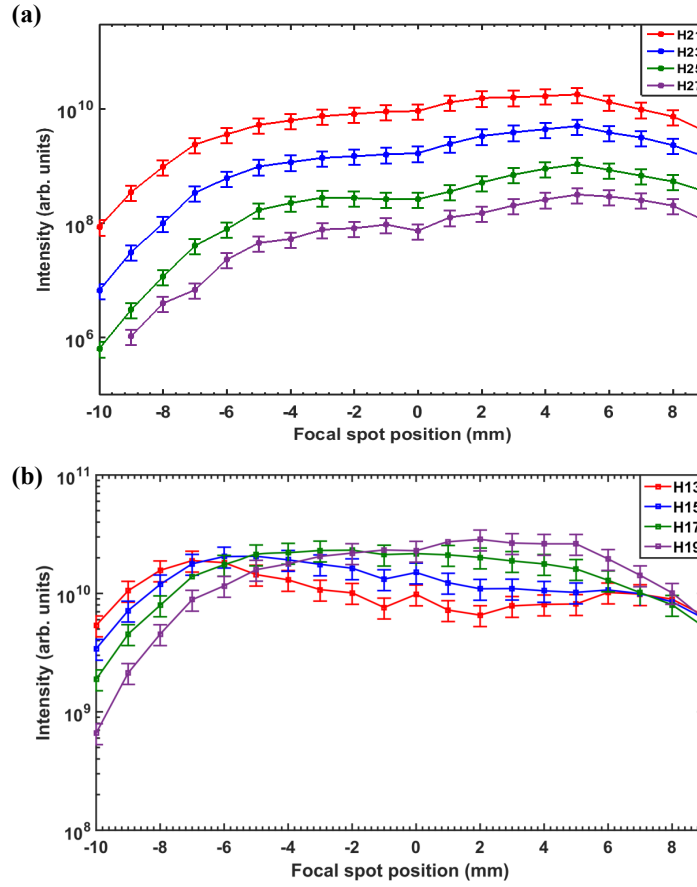 (a)
H21
H23
H25
H27
10^10
10^8
10^6
Intensity (arb. units)
-10 -8 -6 -4 -2 0 2 4 6 8
Focal spot position (mm)
(b)
H13
H15
H17
H19
10^11
10^10
10^9
10^8
Intensity (arb. units)
-10 -8 -6 -4 -2 0 2 4 6 8
Focal spot position (mm)